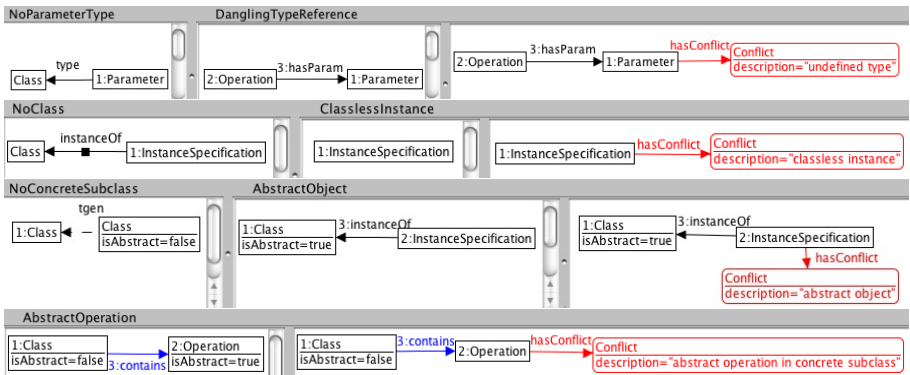 NoParameterType DanglingTypeReference
type
Class 1:Parameter
3:hasParam
2:Operation 1:Parameter
3:hasParam hasConflict
2:Operation 1:Parameter
Conflict
description="undefined type"
NoClass ClasslessInstance
instanceOf
Class 1:InstanceSpecification
1:InstanceSpecification
1:InstanceSpecification
hasConflict
Conflict
description="classless instance"
NoConcreteSubclass AbstractObject
tgen
1:Class
Class
isAbstract=false
1:Class
isAbstract=true
3:instanceOf
2:InstanceSpecification
1:Class
isAbstract=true
3:instanceOf
2:InstanceSpecification
hasConflict
Conflict
description="abstract object"
AbstractOperation
1:Class
isAbstract=false
3:contains
2:Operation
isAbstract=true
1:Class
isAbstract=false
3:contains
2:Operation
hasConflict
Conflict
description="abstract operation in concrete subclass"